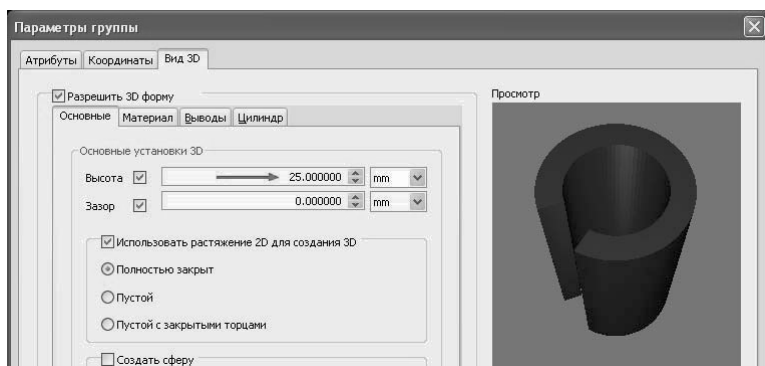 Параметры группы
Атрибуты Координаты Вид 3D
Разрешить 3D форму
Просмотр
Основные Материал Выводы Цилиндр
Основные установки 3D
Высота 25.000000 mm
Зазор 0.000000 mm
Использовать растяжение 2D для создания 3D
Полностью закрыт
Пустой
Пустой с закрытыми торцами
Создать сферу